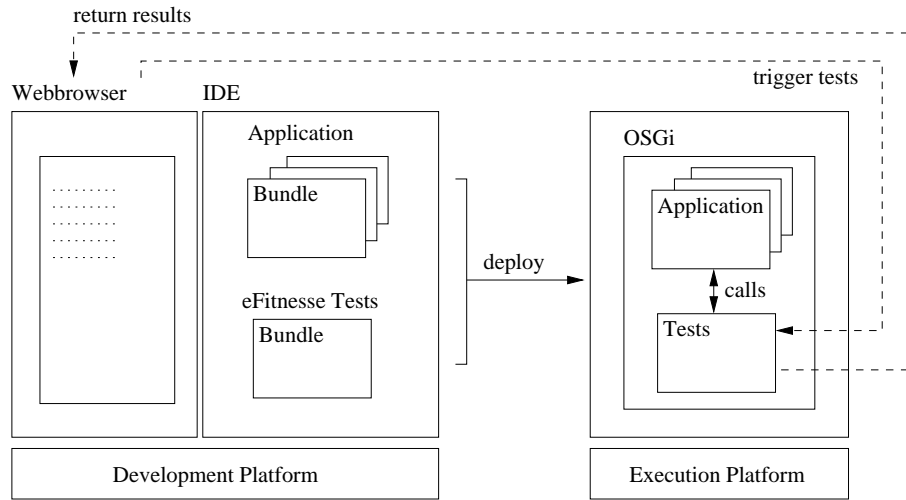 return results
trigger tests
Webbrowser
IDE
Application
Bundle
eFitnesse Tests
Bundle
deploy
OSGi
Application
calls
Tests
Development Platform
Execution Platform